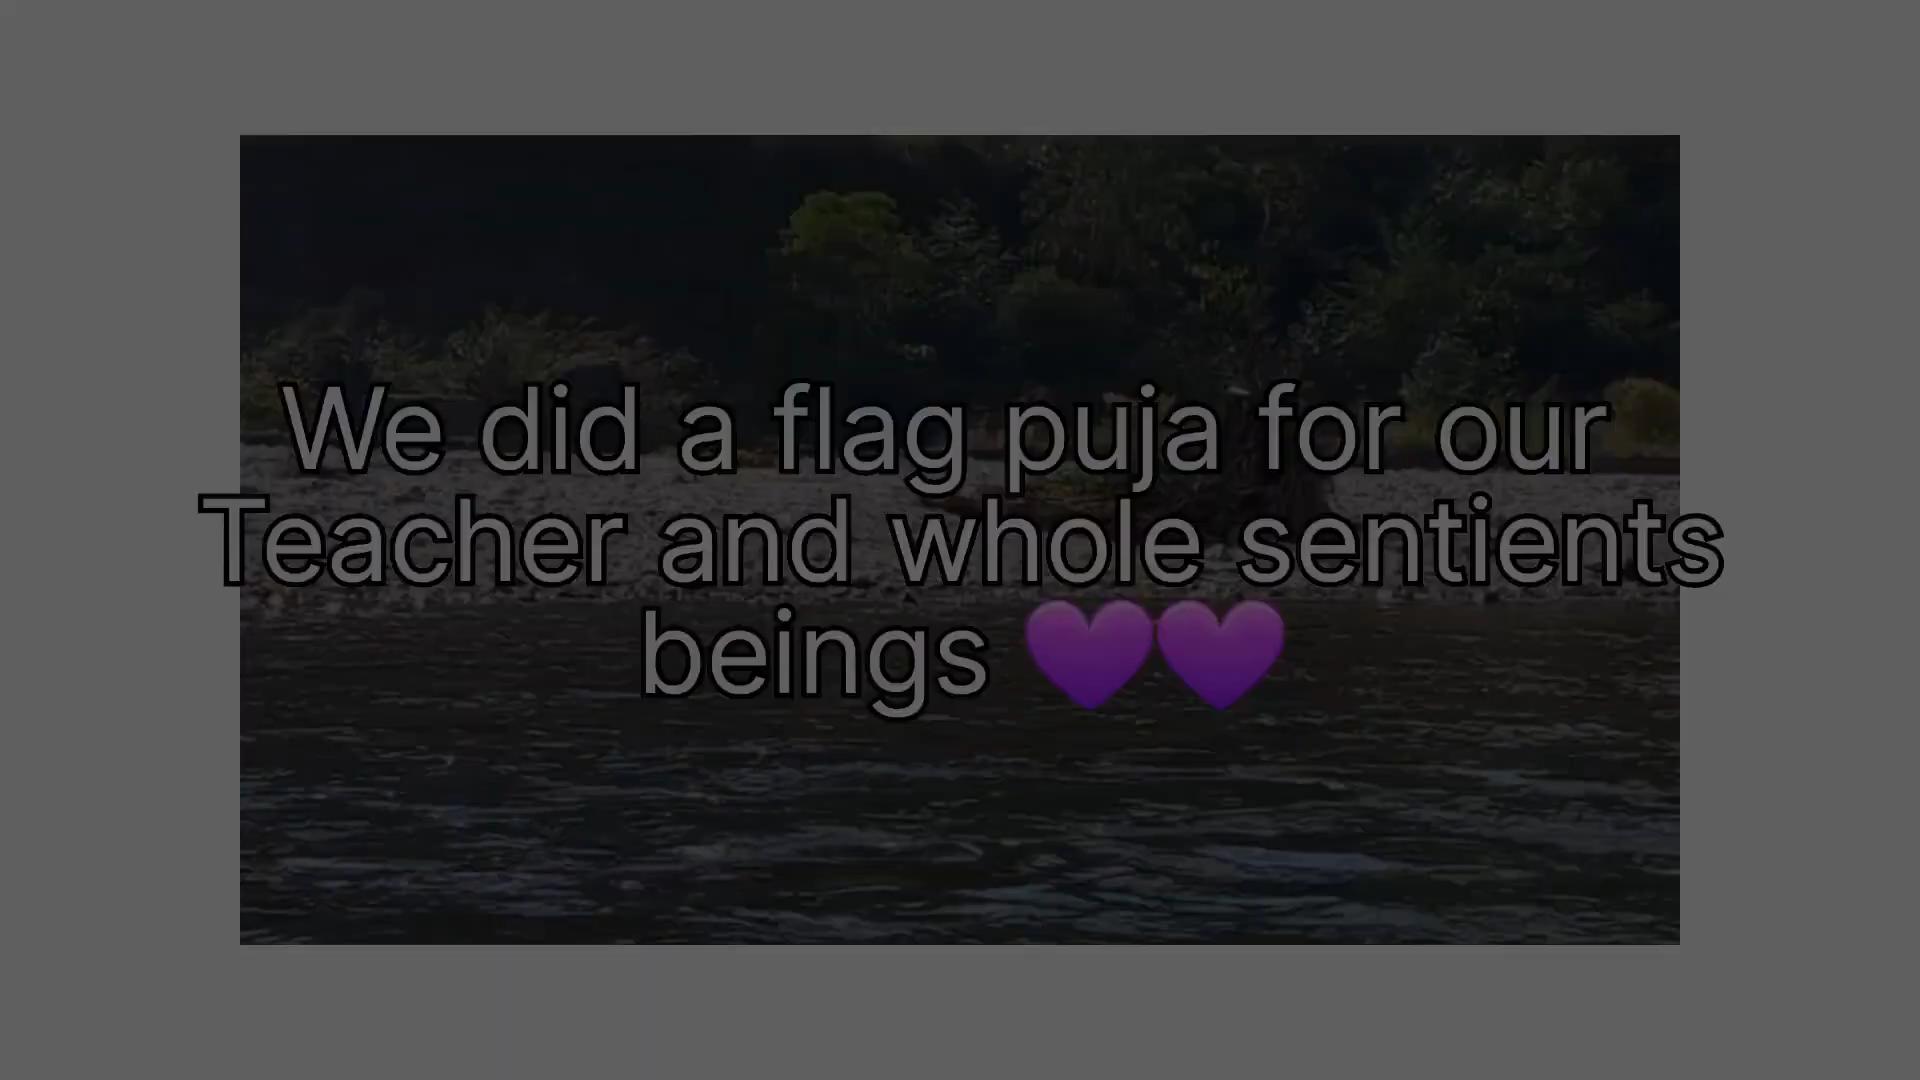 We did a flag puja for our
Teacher and whole sentients
beings 💜💜